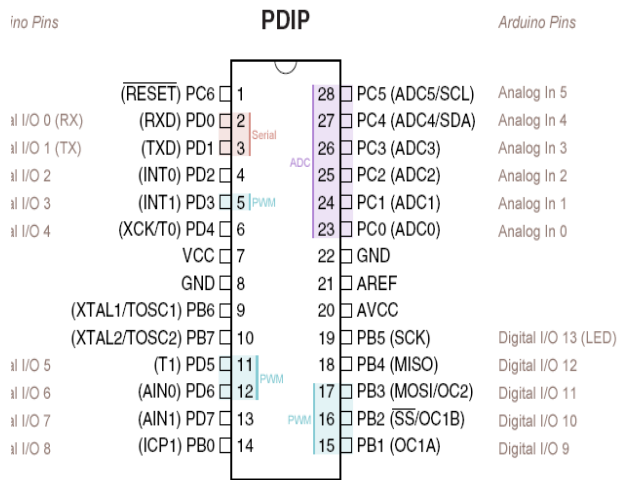 ino Pins PDIP Arduino Pins
(RESET) PC6 1 28 PC5 (ADC5/SCL) Analog In 5
al I/O 0 (RX) (RXD) PD0 2 27 PC4 (ADC4/SDA) Analog In 4
Serial
al I/O 1 (TX) (TXD) PD1 3 26 PC3 (ADC3) Analog In 3
ADC
al I/O 2 (INT0) PD2 4 25 PC2 (ADC2) Analog In 2
al I/O 3 (INT1) PD3 5 PWM 24 PC1 (ADC1) Analog In 1
al I/O 4 (XCK/T0) PD4 6 23 PC0 (ADC0) Analog In 0
VCC 7 22 GND
GND 8 21 AREF
(XTAL1/TOSC1) PB6 9 20 AVCC
(XTAL2/TOSC2) PB7 10 19 PB5 (SCK) Digital I/O 13 (LED)
al I/O 5 (T1) PD5 11 18 PB4 (MISO) Digital I/O 12
PWM
al I/O 6 (AIN0) PD6 12 17 PB3 (MOSI/OC2) Digital I/O 11
al I/O 7 (AIN1) PD7 13 PWM 16 PB2 (SS/OC1B) Digital I/O 10
al I/O 8 (ICP1) PB0 14 15 PB1 (OC1A) Digital I/O 9